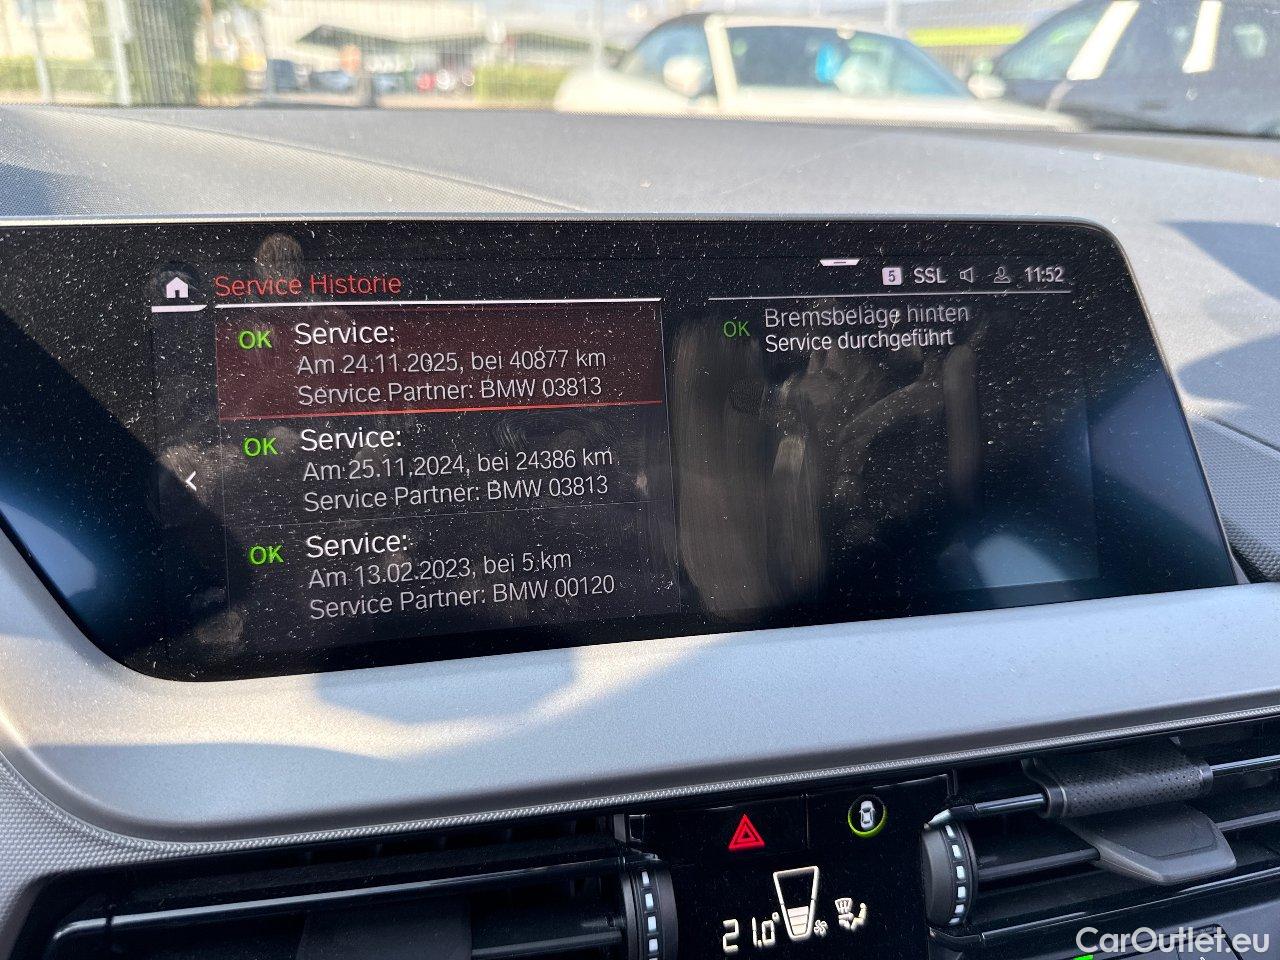 Service Historie
5 SSL 11:52
OK Service:
Am 24.11.2025, bei 40877 km
Service Partner: BMW 03813
OK Service:
Am 25.11.2024, bei 24386 km
Service Partner: BMW 03813
OK Service:
Am 13.02.2023, bei 5 km
Service Partner: BMW 00120
OK Bremsbeläge hinten
Service durchgeführt
21.0°
CarOutlet.eu